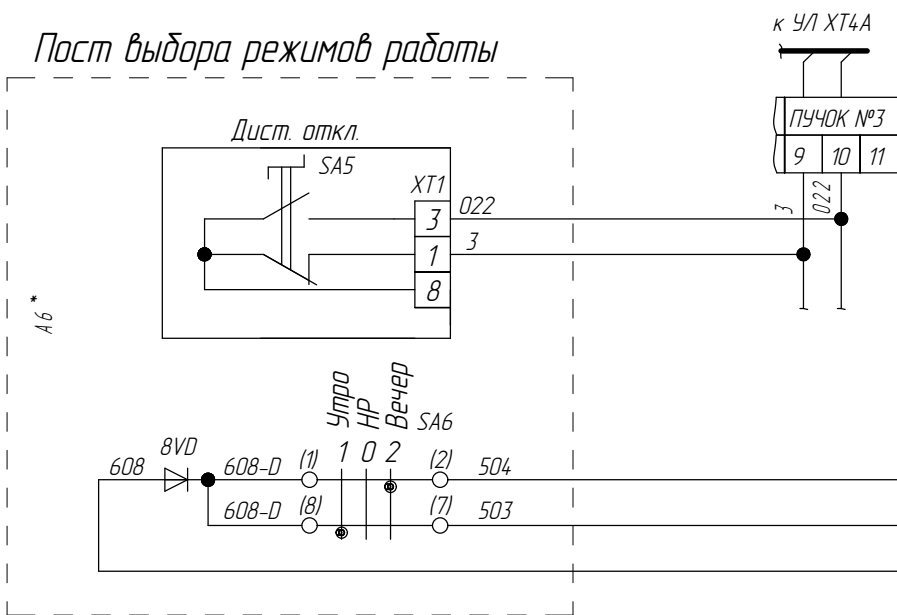 к УЛ XT4A
Пост выбора режимов работы
ПУЧОК №3
9 10 11
Дист. откл.
SA5
XT1
3 022
3
022
1 3
8
A6*
Утро
НР
Вечер
SA6
1 0 2
608 8VD 608-D (1) (2) 504
608-D (8) (7) 503